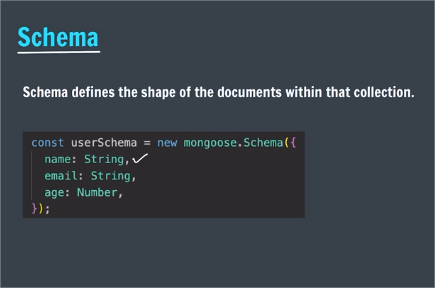 Schema
Schema defines the shape of the documents within that collection.
const userSchema = new mongoose.Schema({
name: String,
email: String,
age: Number,
});